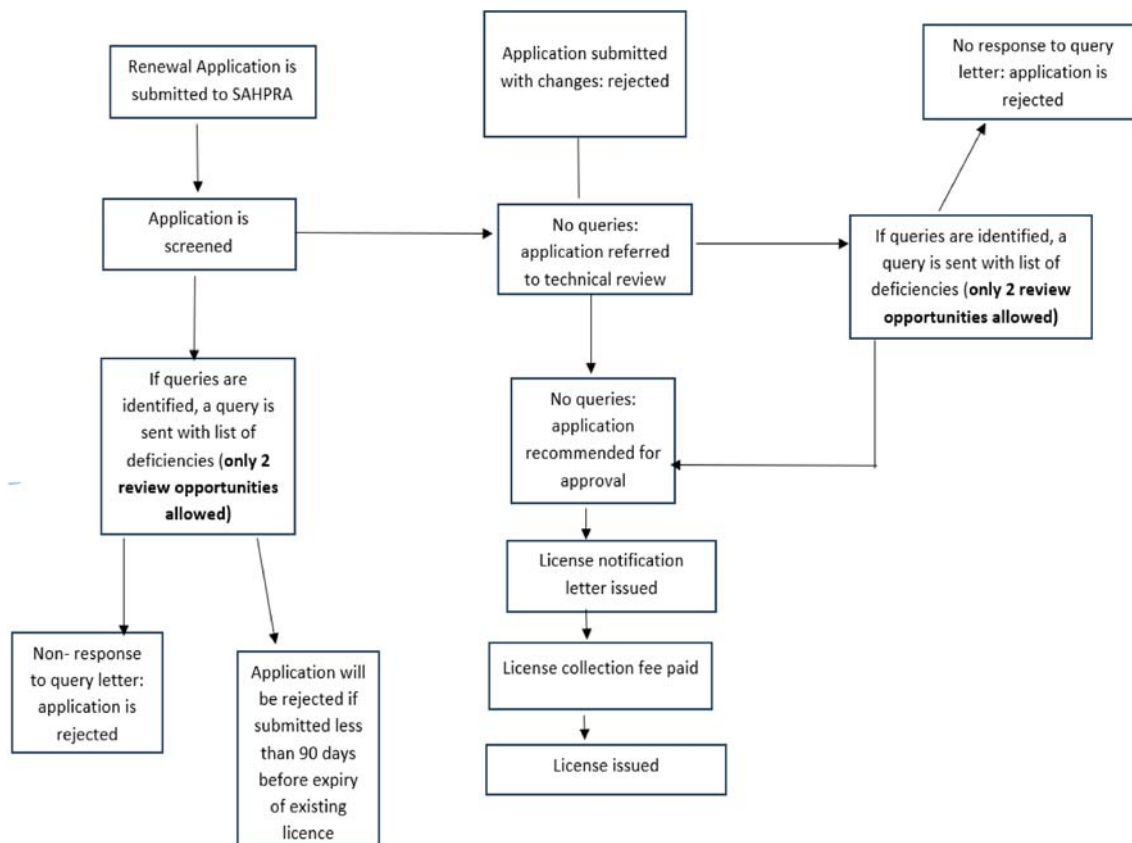 Renewal Application is
submitted to SAHPRA
Application submitted
with changes: rejected
No response to query
letter: application is
rejected
Application is
screened
No queries:
application referred
to technical review
If queries are identified, a
query is sent with list of
deficiencies (only 2 review
opportunities allowed)
If queries are
identified, a query is
sent with list of
deficiencies (only 2
review opportunities
allowed)
No queries:
application
recommended for
approval
License notification
letter issued
Non- response
to query letter:
application is
rejected
Application will
be rejected if
submitted less
than 90 days
before expiry
of existing
licence
License collection fee paid
License issued